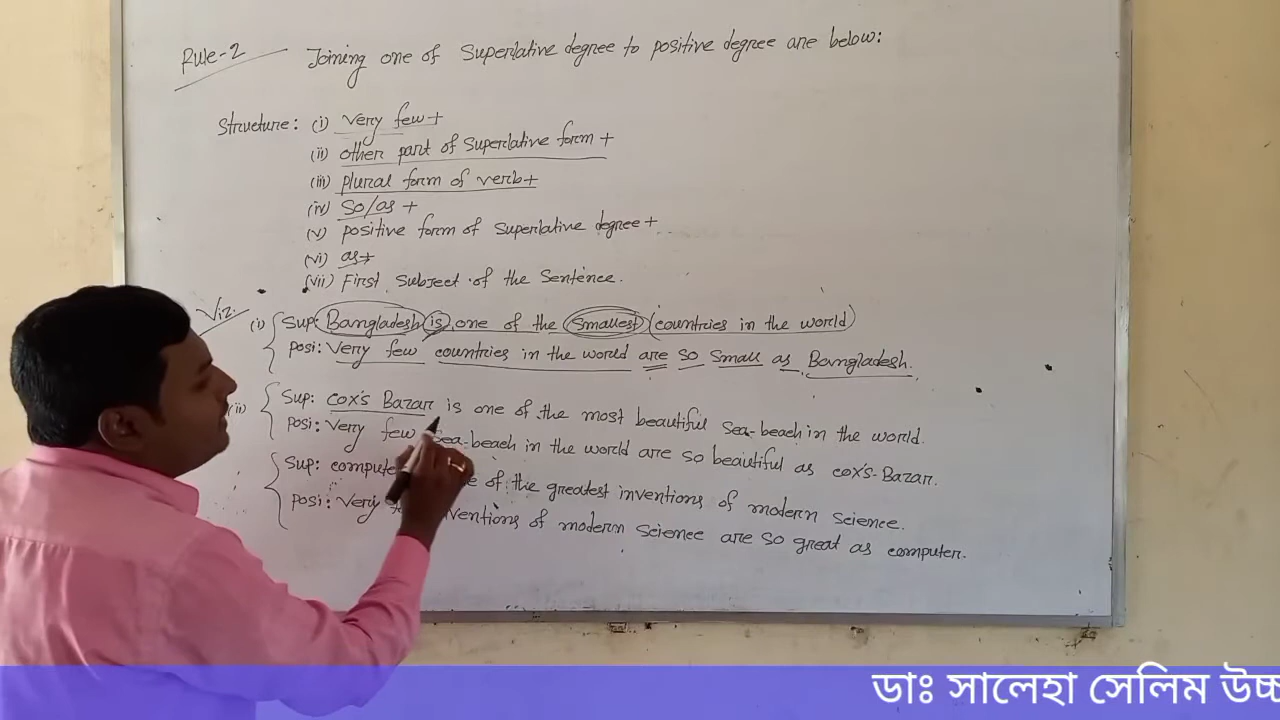 Rule-2 Joining one of superlative degree to positive degree are below:
Structure: (i) very few +
(ii) other part of superlative form +
(iii) plural form of verb +
(iv) so/as +
(v) positive form of superlative degree +
(vi) as +
(vii) First subject of the sentence.
Viz.
(i) Sup: Bangladesh is one of the smallest (countries in the world)
Posi: Very few countries in the world are so small as Bangladesh.
(ii) Sup: Cox's Bazar is one of the most beautiful sea-beach in the world.
Posi: Very few sea-beach in the world are so beautiful as Cox's-Bazar.
Sup: computer of the greatest inventions of modern science.
Posi: Very inventions of modern science are so great as computer.
ডাঃ সালেহা সেলিম উচ্চ